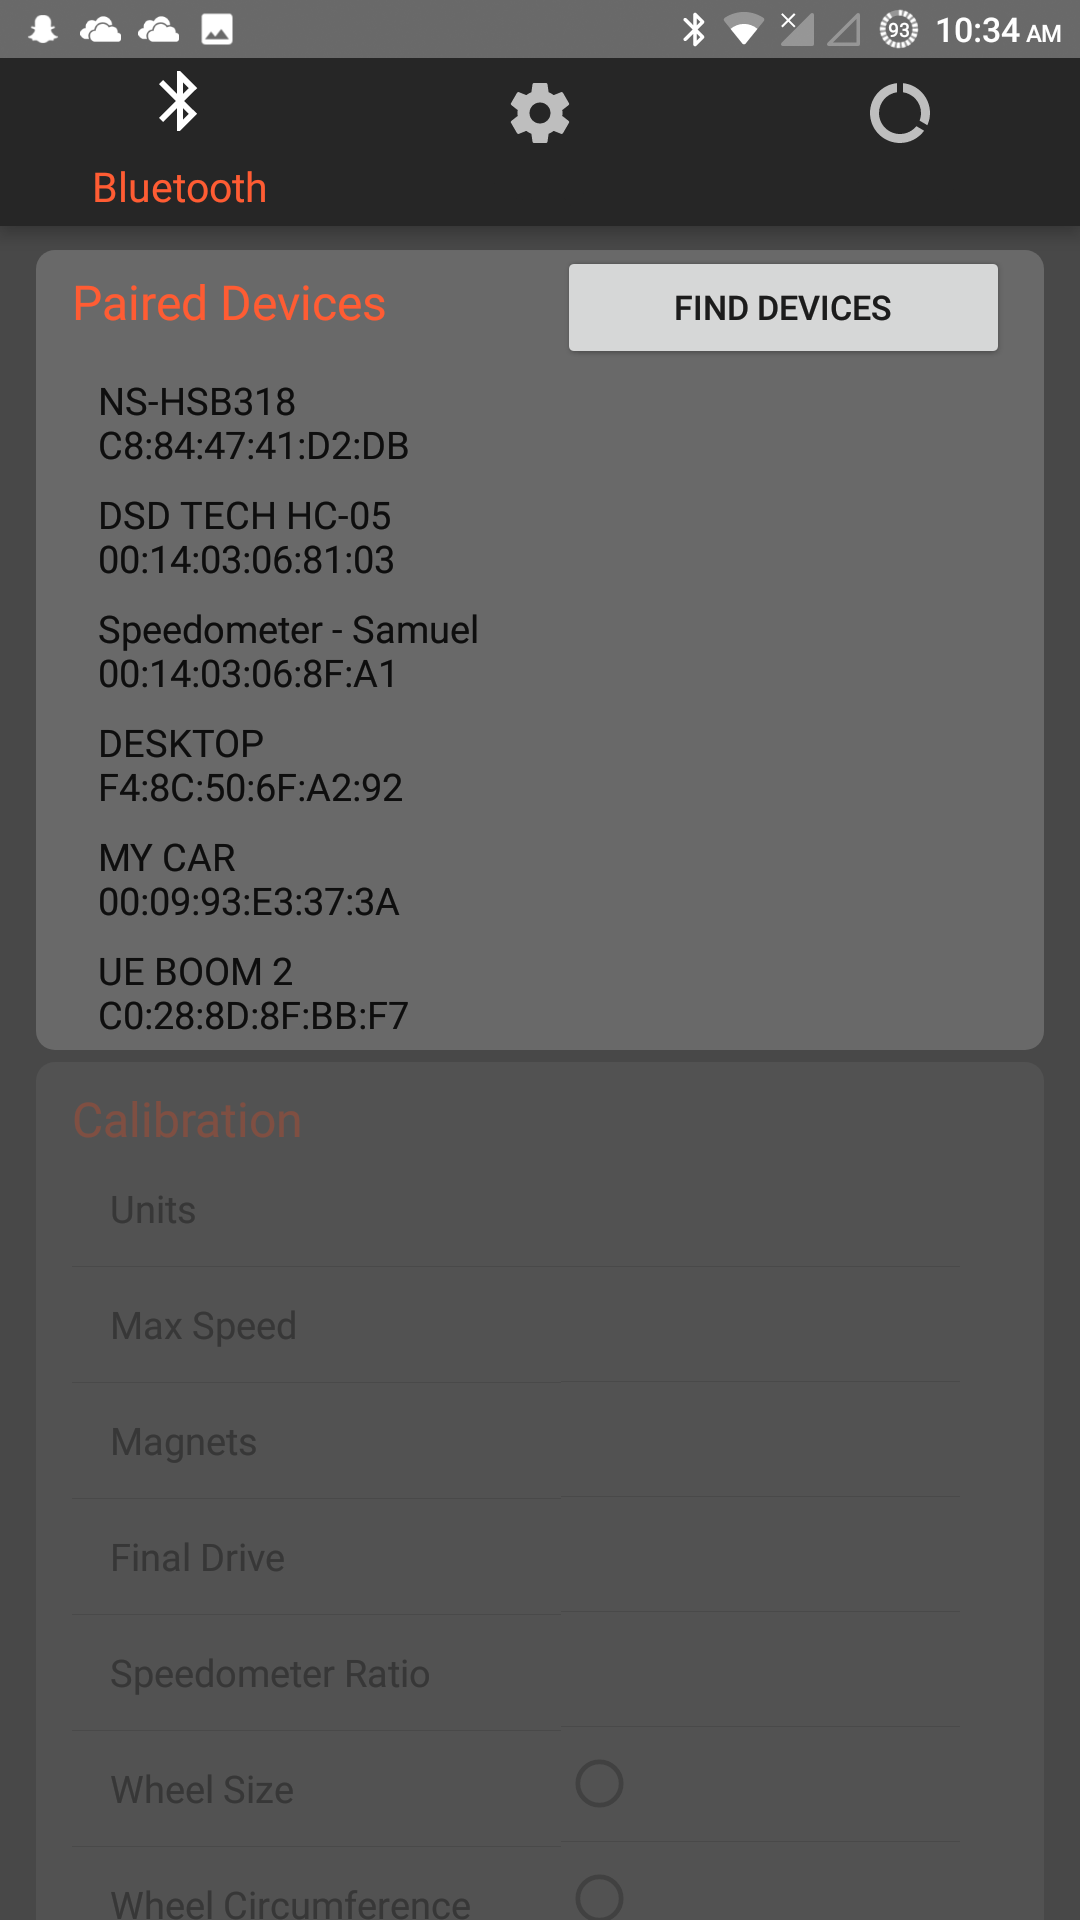 93 10:34 AM
Bluetooth
Paired Devices
FIND DEVICES
NS-HSB318
C8:84:47:41:D2:DB
DSD TECH HC-05
00:14:03:06:81:03
Speedometer - Samuel
00:14:03:06:8F:A1
DESKTOP
F4:8C:50:6F:A2:92
MY CAR
00:09:93:E3:37:3A
UE BOOM 2
C0:28:8D:8F:BB:F7
Calibration
Units
Max Speed
Magnets
Final Drive
Speedometer Ratio
Wheel Size
Wheel Circumference